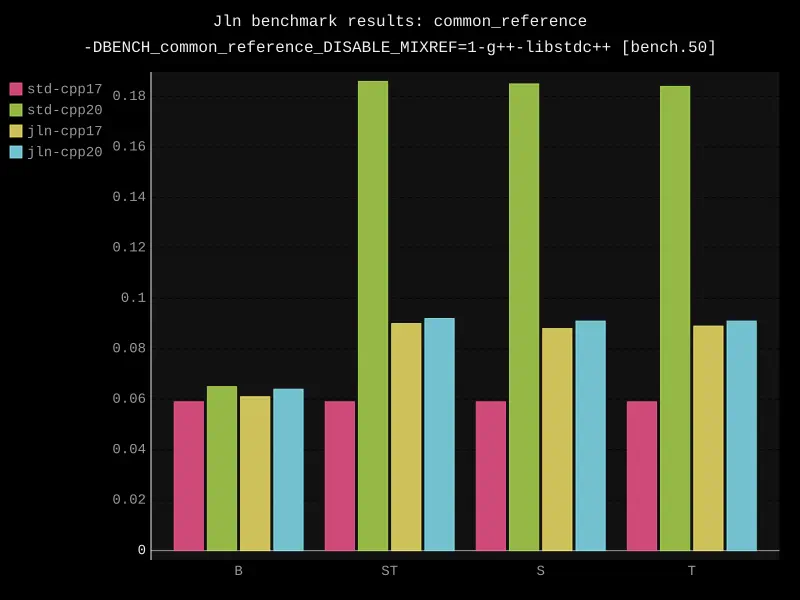 Jln benchmark results: common_reference
-DBENCH_common_reference_DISABLE_MIXREF=1-g++-libstdc++ [bench.50]
std-cpp17
std-cpp20
jln-cpp17
jln-cpp20
0.18
0.16
0.14
0.12
0.1
0.08
0.06
0.04
0.02
0
B ST S T